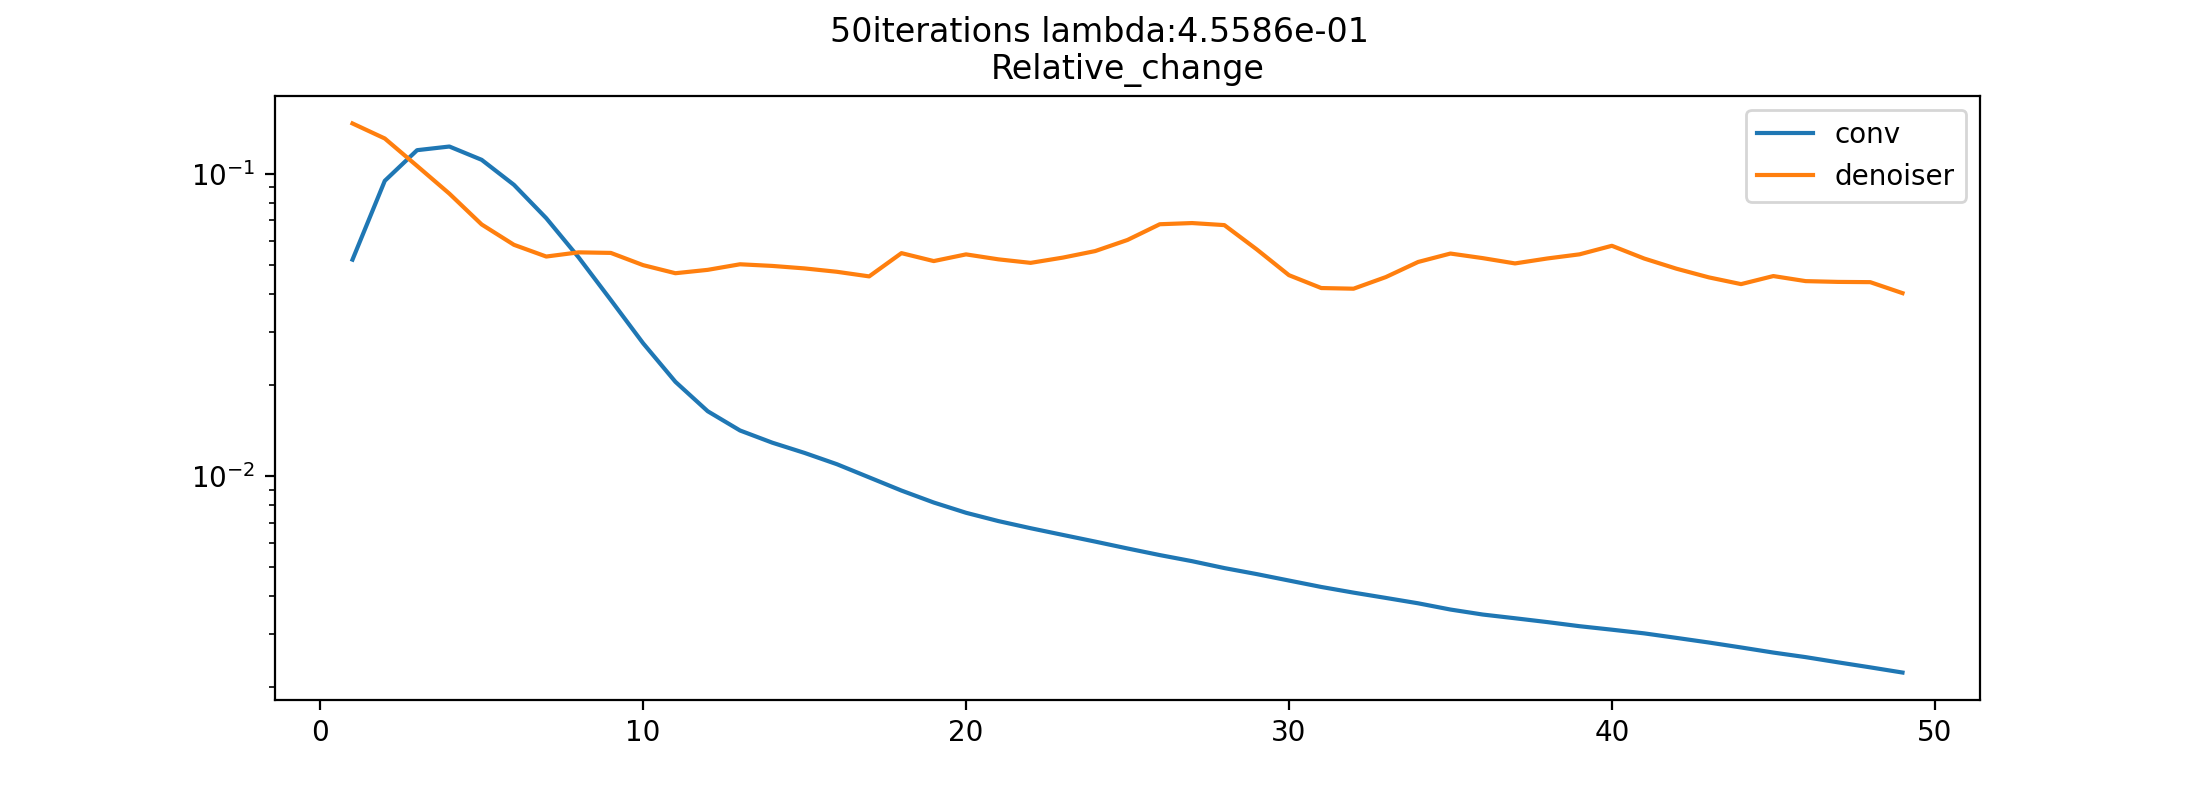 50iterations lambda:4.5586e-01
Relative_change
conv
denoiser
10⁻¹
10⁻²
0 10 20 30 40 50